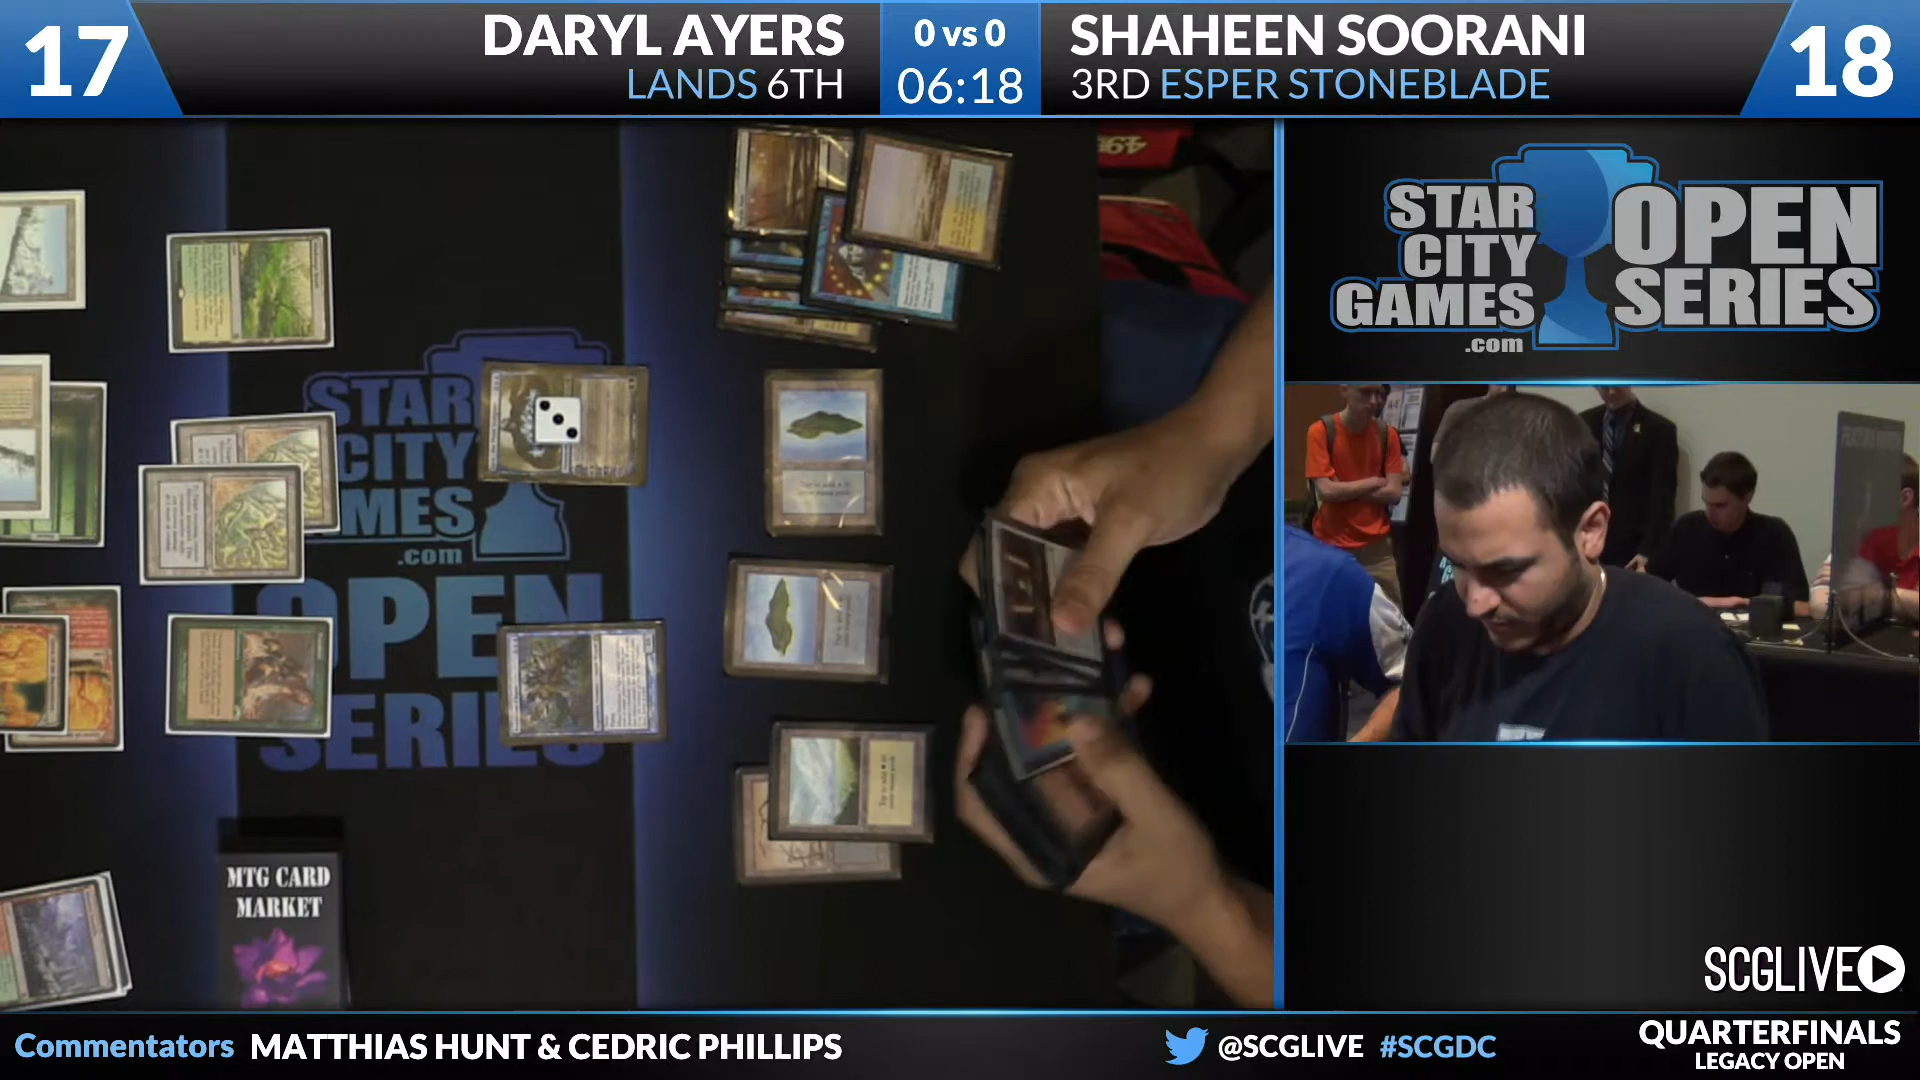 17
DARYL AYERS
LANDS 6TH
0 vs 0
06:18
SHAHEEN SOORANI
3RD ESPER STONEBLADE
18
STAR
CITY
GAMES
.com
OPEN
SERIES
STAR
CITY
GAMES
.com
OPEN
SERIES
MTG CARD
MARKET
SCGLIVE
Commentators MATTHIAS HUNT & CEDRIC PHILLIPS
@SCGLIVE #SCGDC
QUARTERFINALS
LEGACY OPEN